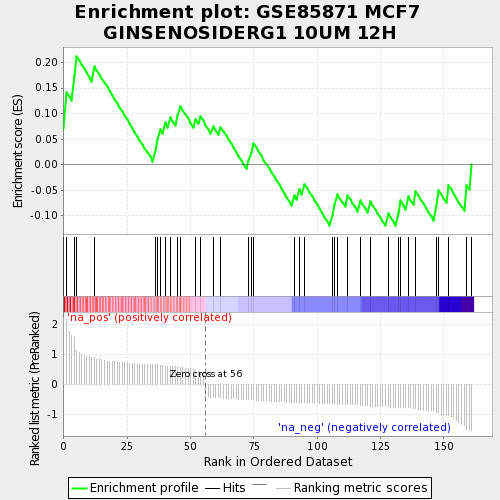 Enrichment plot: GSE85871 MCF7
GINSENOSIDERG1 10UM 12H
Enrichment score (ES)
0.20
0.15
0.10
0.05
0.00
-0.05
-0.10
'na_pos' (positively correlated)
Ranked list metric (PreRanked)
2
1
0
-1
Zero cross at 56
'na_neg' (negatively correlated)
0 25 50 75 100 125 150
Rank in Ordered Dataset
Enrichment profile Hits Ranking metric scores